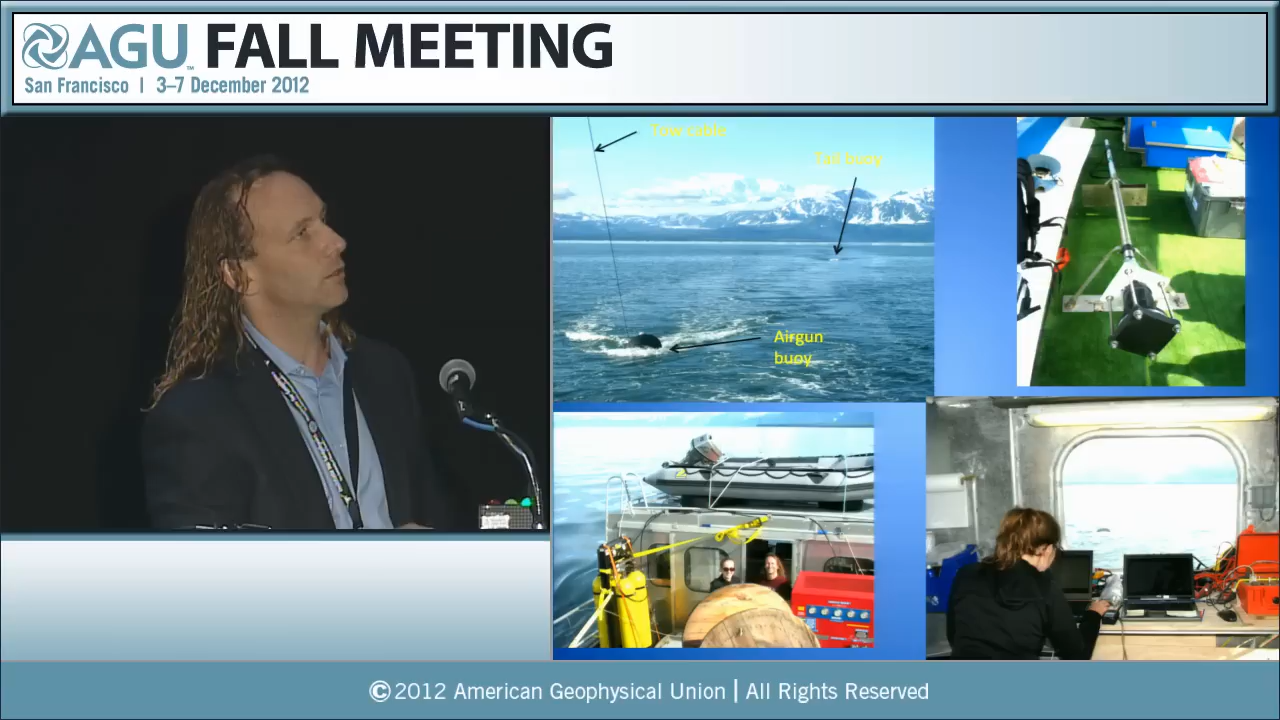 AGU™ FALL MEETING
San Francisco | 3–7 December 2012
Tow cable
Tail buoy
Airgun
buoy
©2012 American Geophysical Union | All Rights Reserved